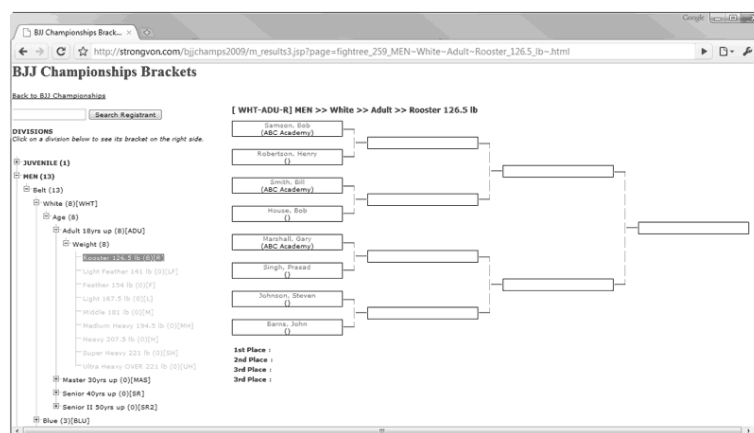 Google
BJJ Championships Brack...
http://strongvon.com/bjjchamps2009/m_results3.jsp?page=fightree_259_MEN~White~Adult~Rooster_126.5_lb~.html
BJJ Championships Brackets
Back to BJJ Championships
Search Registrant
DIVISIONS
Click on a division below to see its bracket on the right side.
JUVENILE (1)
MEN (13)
Belt (13)
White (8)[WHT]
Age (8)
Adult 18yrs up (8)[ADU]
Weight (8)
Rooster 126.5 lb (8)[R]
Light Feather 141 lb (0)[LF]
Feather 154 lb (0)[F]
Light 167.5 lb (0)[L]
Middle 181 lb (0)[M]
Medium Heavy 194.5 lb (0)[MH]
Heavy 207.5 lb (0)[H]
Super Heavy 221 lb (0)[SH]
Ultra Heavy OVER 221 lb (0)[UH]
Master 30yrs up (0)[MAS]
Senior 40yrs up (0)[SR]
Senior II 50yrs up (0)[SR2]
Blue (3)[BLU]
[ WHT-ADU-R] MEN >> White >> Adult >> Rooster 126.5 lb
Samson, Bob
(ABC Academy)
Robertson, Henry
()
Smith, Bill
(ABC Academy)
House, Bob
()
Marshall, Gary
(ABC Academy)
Singh, Prasad
()
Johnson, Steven
()
Barns, John
()
1st Place :
2nd Place :
3rd Place :
3rd Place :